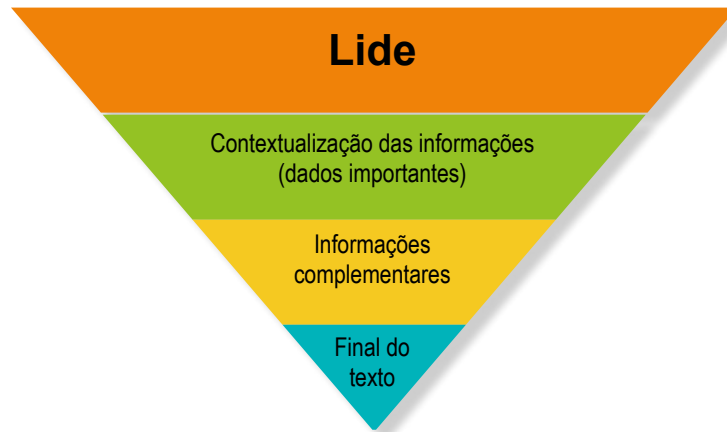 Lide
Contextualização das informações
(dados importantes)
Informações
complementares
Final do
texto